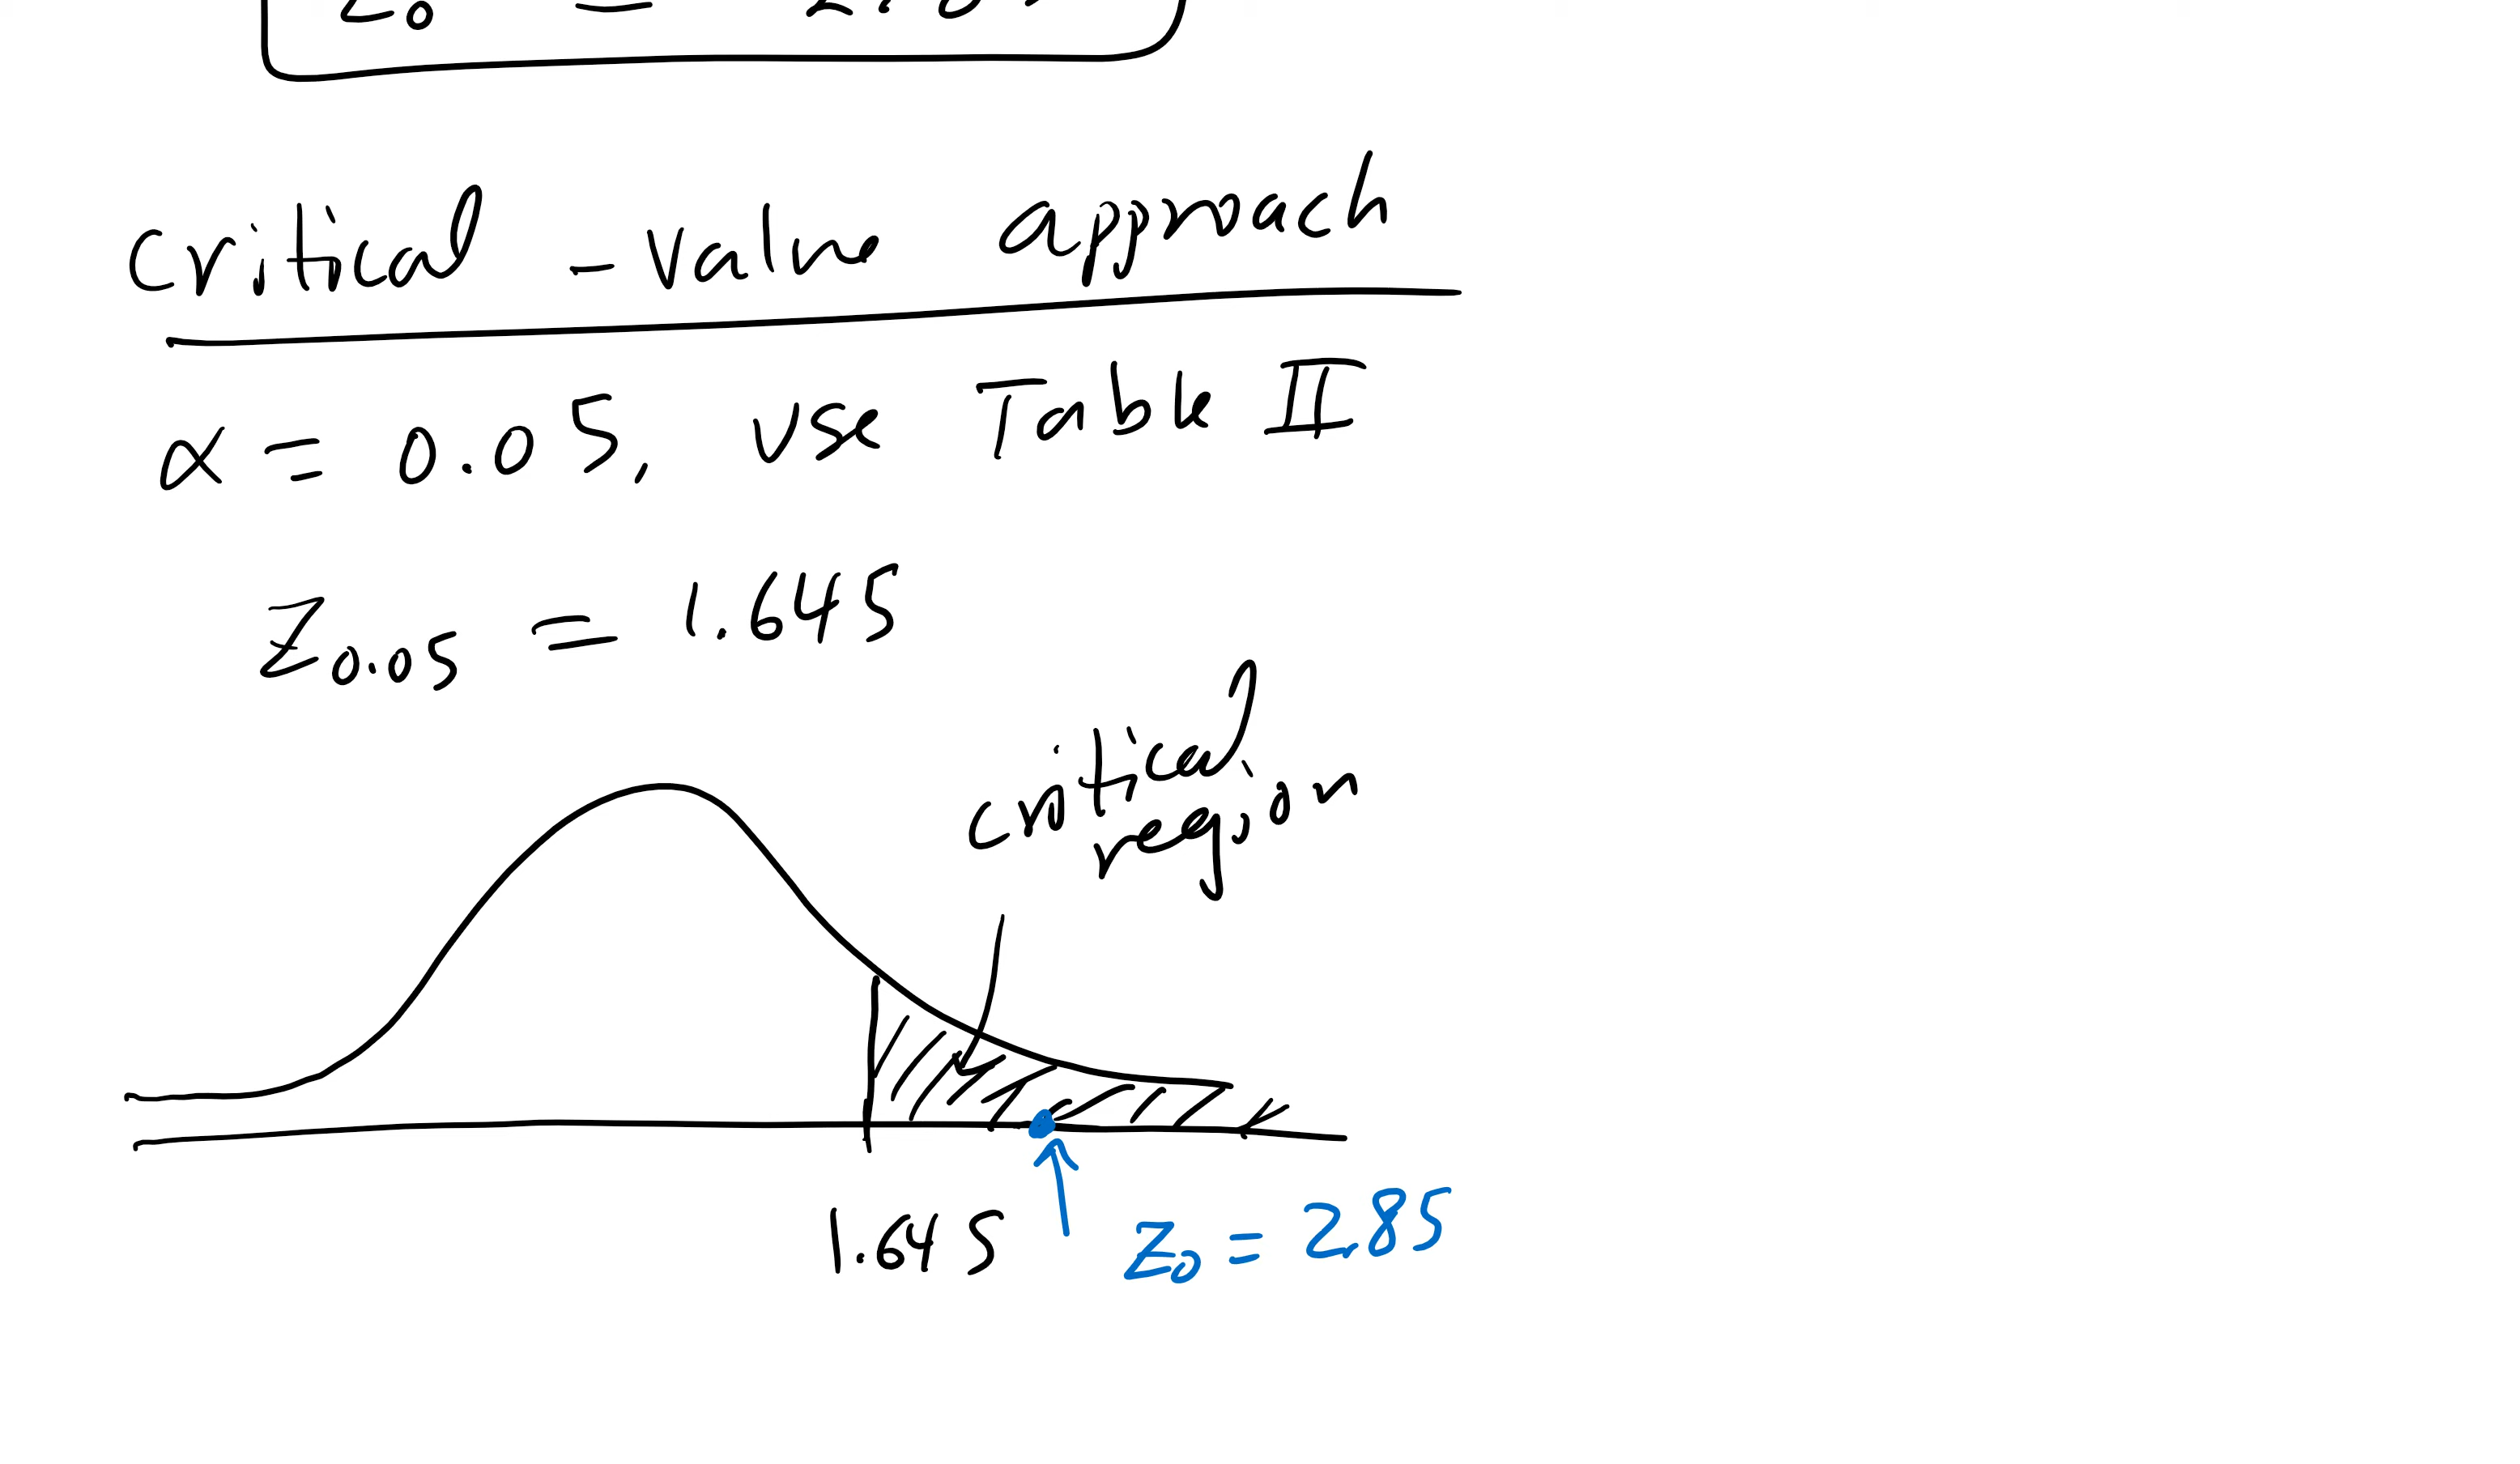 Critical - Value approach
α = 0.05, use Table II
Z0.05 = 1.645
critical
region
1.645
Z0 = 2.85